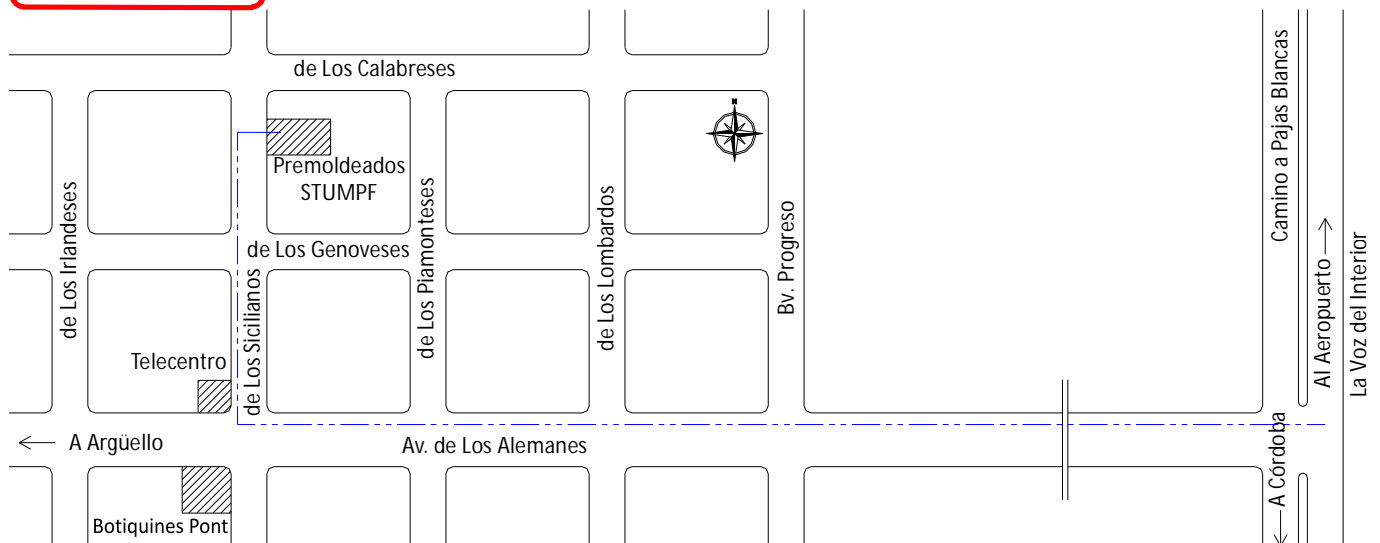 de Los Calabreses
N
Camino a Pajas Blancas
Premoldeados
STUMPF
de Los Irlandeses
de Los Genoveses
de Los Sicilianos
de Los Piamonteses
de Los Lombardos
Bv. Progreso
Al Aeropuerto
La Voz del Interior
Telecentro
A Argüello
Av. de Los Alemanes
A Córdoba
Botiquines Pont